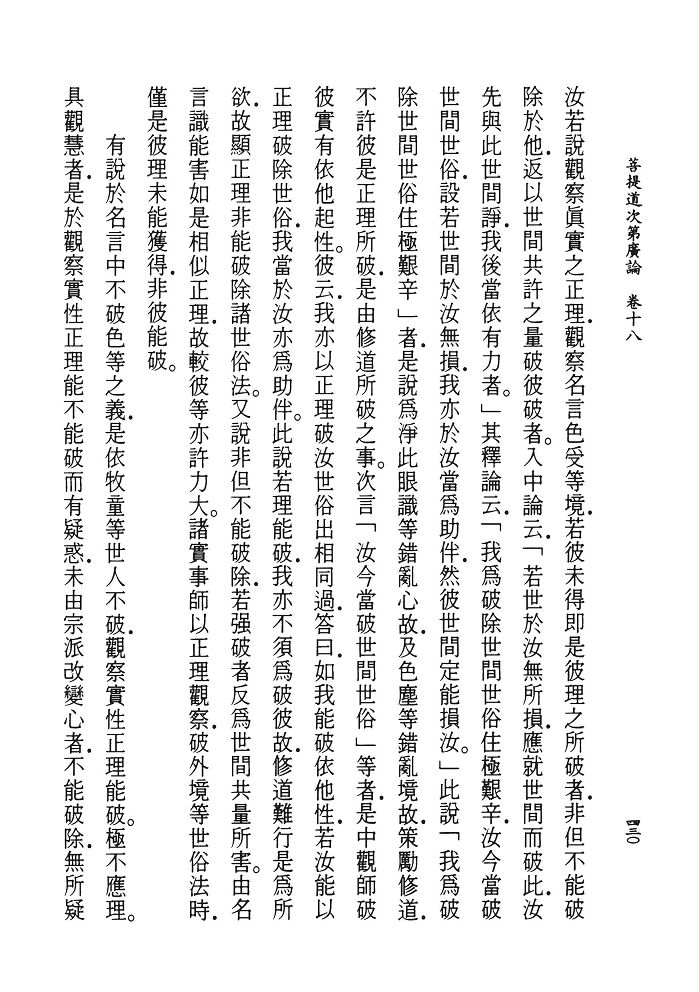 菩提道次第廣論　卷十八
四三〇
汝若說觀察眞實之正理．觀察名言色受等境．若彼未得即是彼理之所破者．非但不能破
除於他．返以世間共許之量破彼破者。入中論云．「若世於汝無所損．應就世間而破此．汝
先與此世間諍．我後當依有力者。」其釋論云．「我爲破除世間世俗住極艱辛．汝今當破
世間世俗．設若世間於汝無損．我亦於汝當爲助伴．然彼世間定能損汝。」此說「我爲破
除世間世俗住極艱辛」者．是說爲淨此眼識等錯亂心故．及色塵等錯亂境故．策勵修道．
不許彼是正理所破．是由修道所破之事。次言「汝今當破世間世俗」等者．是中觀師破
彼實有依他起性。彼云．我亦以正理破汝世俗出相同過．答曰．如我能破依他性．若汝能以
正理破除世俗．我當於汝亦爲助伴。此說若理能破．我亦不須爲破彼故．修道難行是爲所
欲．故顯正理非能破除諸世俗法。又說非但不能破除．若强破者反爲世間共量所害。由名
言識能害如是相似正理．故較彼等亦許力大。諸實事師以正理觀察．破外境等世俗法時．
僅是彼理未能獲得．非彼能破。
有說於名言中不破色等之義．是依牧童等世人不破．觀察實性正理能破。極不應理。
具觀慧者．是於觀察實性正理能不能破而有疑惑．未由宗派改變心者．不能破除．無所疑